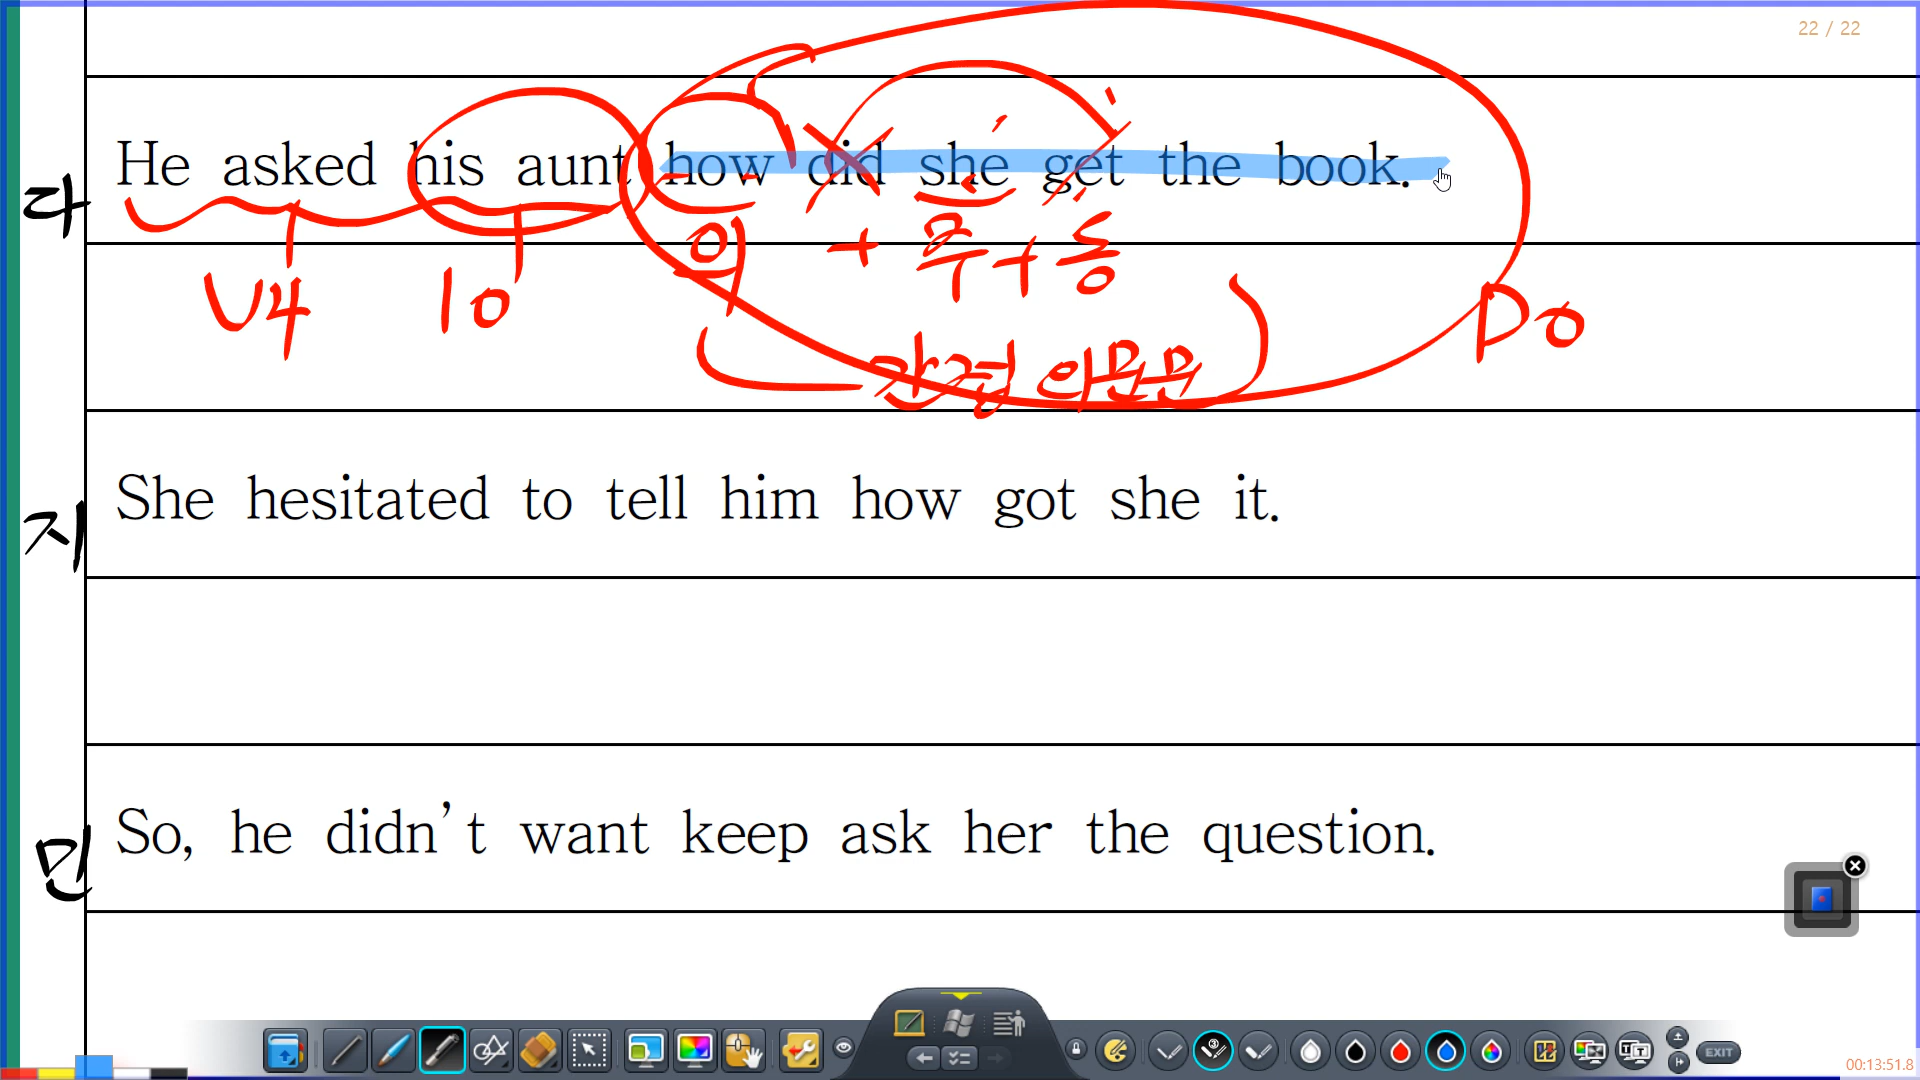 22 / 22
라 He asked his aunt how did she get the book.
의 + 주 + 동
V4 IO DO
간접 의문문
지 She hesitated to tell him how got she it.
민 So, he didn't want keep ask her the question.
EXIT
00:13:51.8